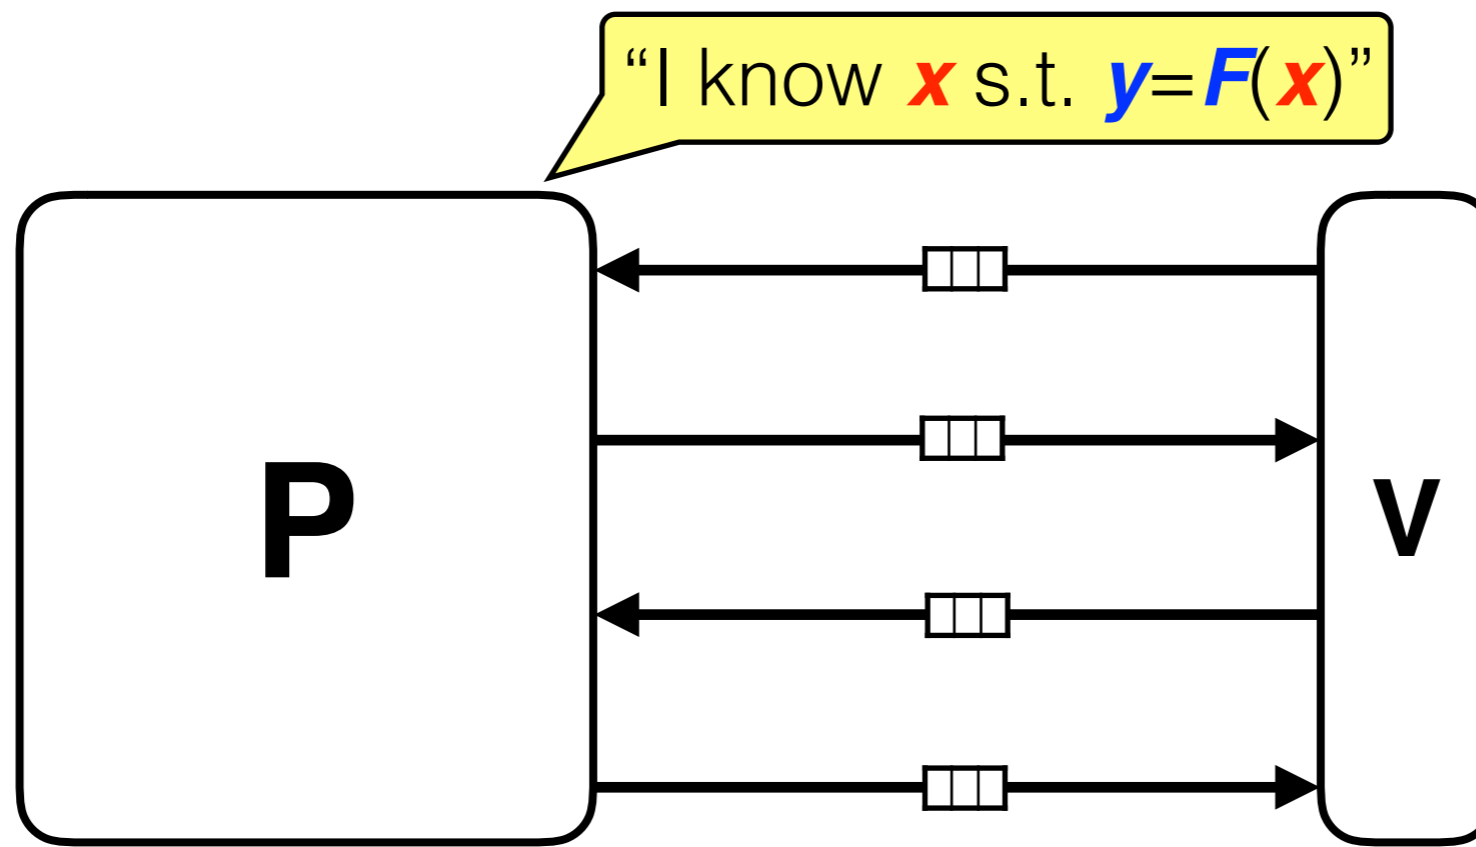 “I know x s.t. y=F(x)”
P
V